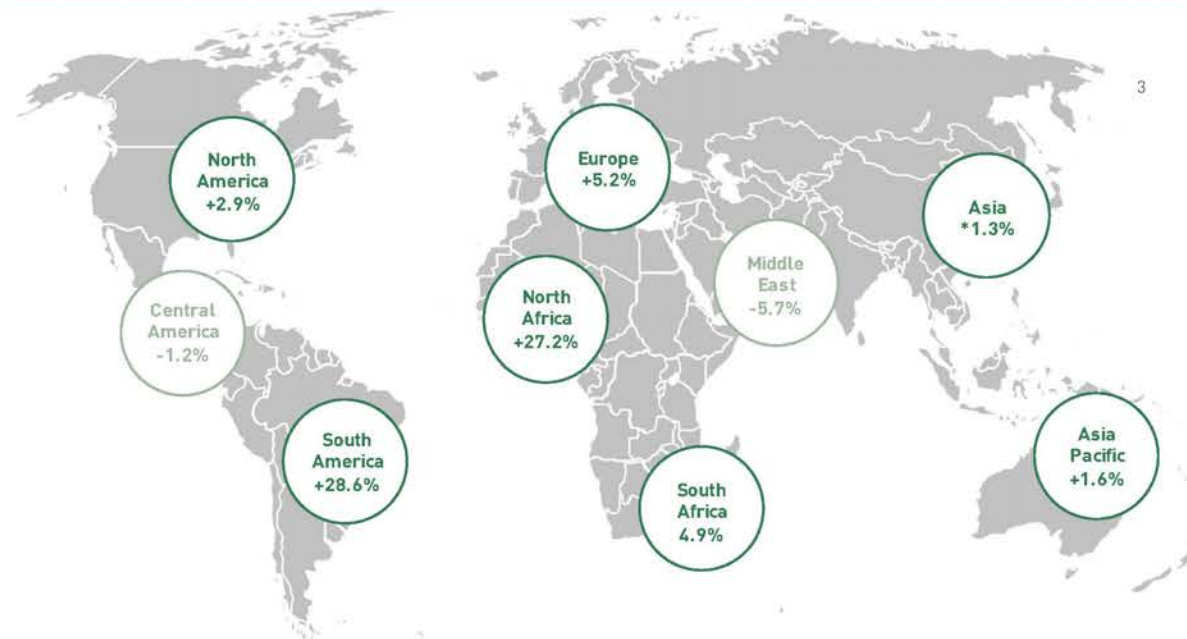 3
North
America
+2.9%
Europe
+5.2%
Asia
*1.3%
Central
America
-1.2%
North
Africa
+27.2%
Middle
East
-5.7%
South
America
+28.6%
South
Africa
4.9%
Asia
Pacific
+1.6%